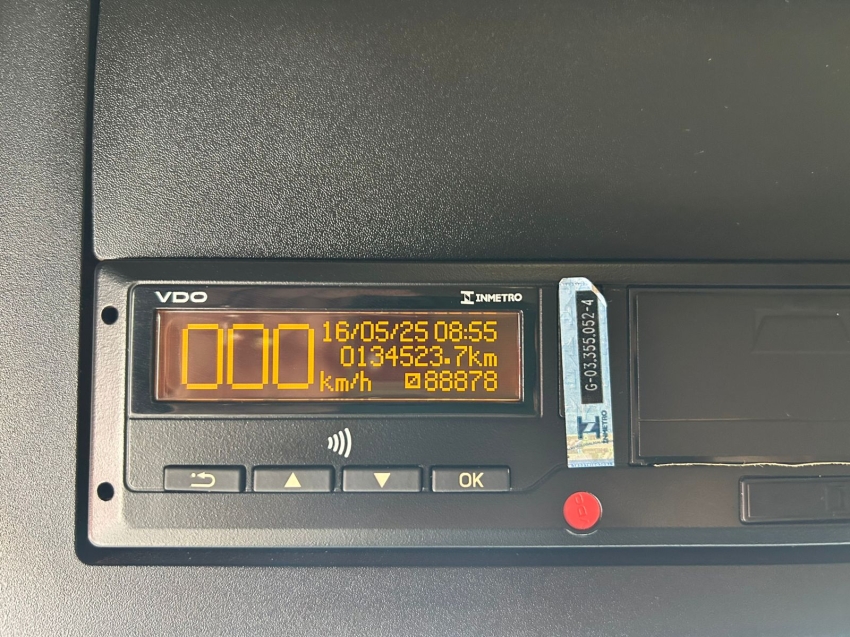 VDO
INMETRO
000
16/05/25 08:55
0134523.7km
km/h
88878
OK
G-03.355.052-4
INMETRO